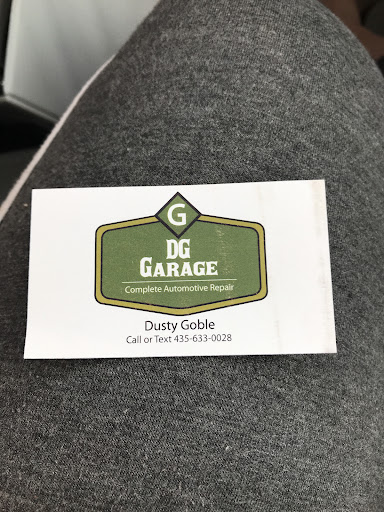 G
DG
GARAGE
Complete Automotive Repair
Dusty Goble
Call or Text 435-633-0028